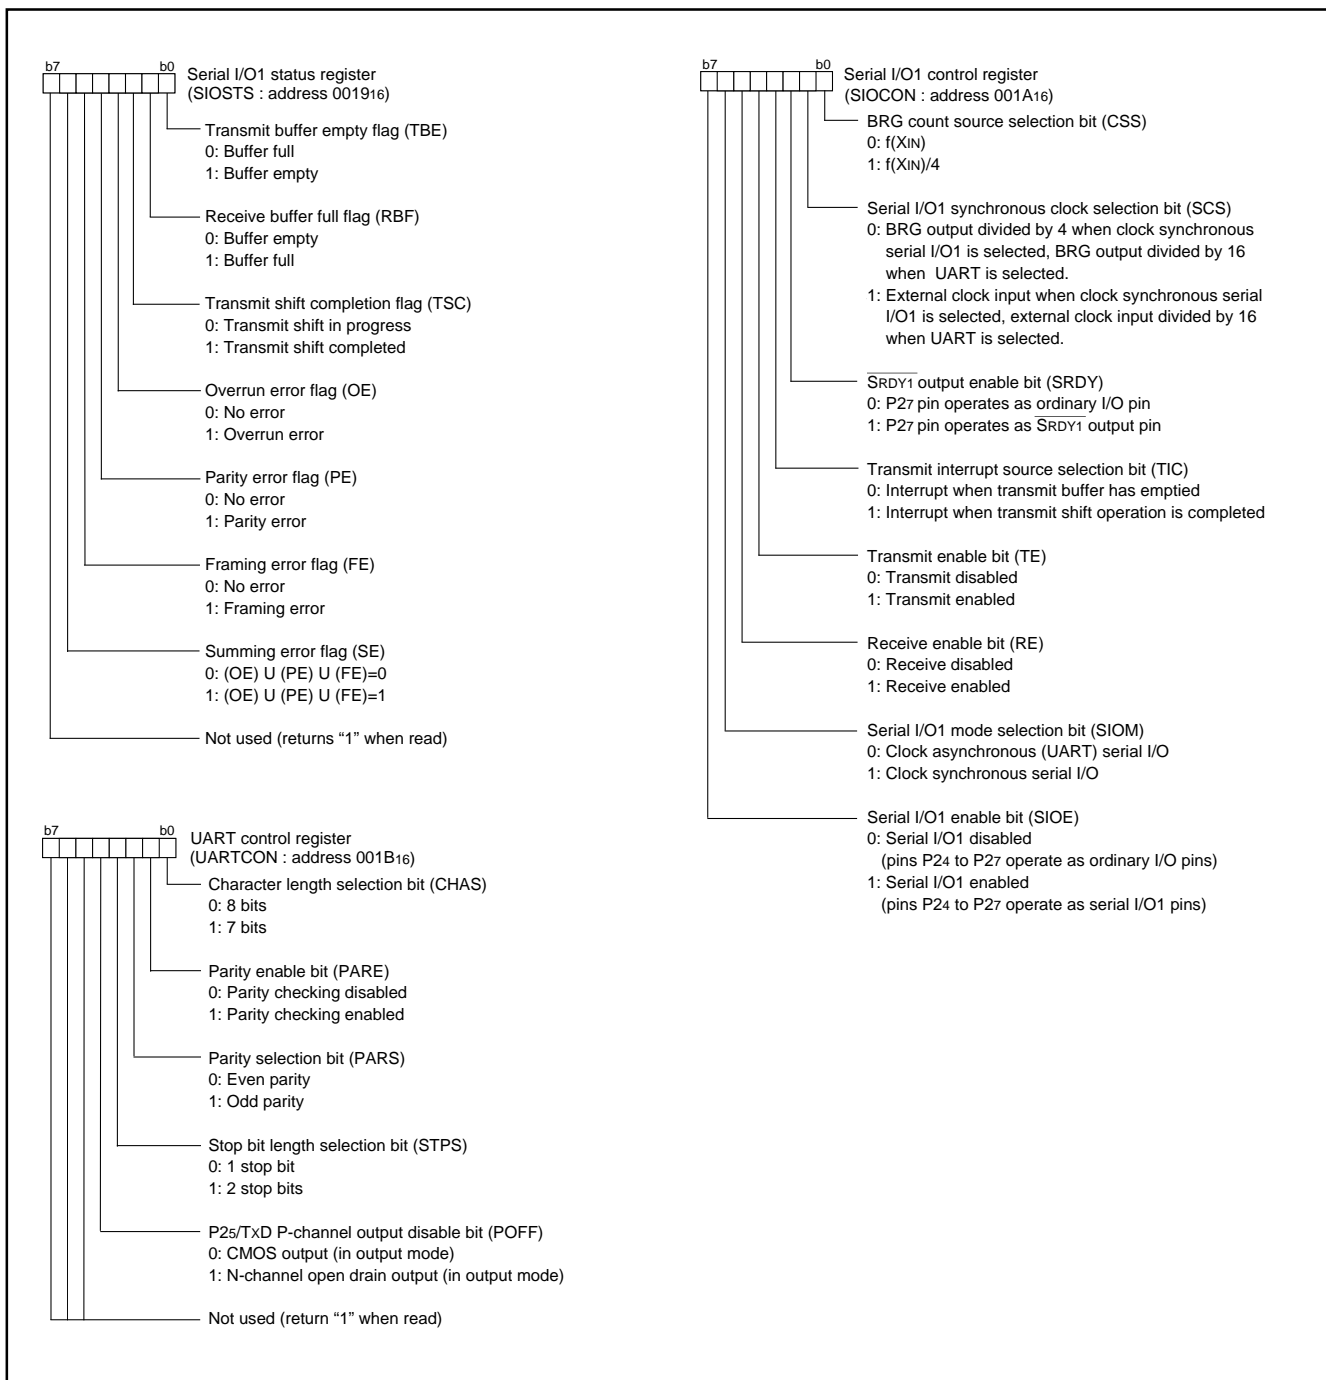 b7 b0
Serial I/O1 status register
(SIOSTS : address 001916)
Transmit buffer empty flag (TBE)
0: Buffer full
1: Buffer empty
Receive buffer full flag (RBF)
0: Buffer empty
1: Buffer full
Transmit shift completion flag (TSC)
0: Transmit shift in progress
1: Transmit shift completed
Overrun error flag (OE)
0: No error
1: Overrun error
Parity error flag (PE)
0: No error
1: Parity error
Framing error flag (FE)
0: No error
1: Framing error
Summing error flag (SE)
0: (OE) U (PE) U (FE)=0
1: (OE) U (PE) U (FE)=1
Not used (returns “1” when read)
b7 b0
UART control register
(UARTCON : address 001B16)
Character length selection bit (CHAS)
0: 8 bits
1: 7 bits
Parity enable bit (PARE)
0: Parity checking disabled
1: Parity checking enabled
Parity selection bit (PARS)
0: Even parity
1: Odd parity
Stop bit length selection bit (STPS)
0: 1 stop bit
1: 2 stop bits
P25/TXD P-channel output disable bit (POFF)
0: CMOS output (in output mode)
1: N-channel open drain output (in output mode)
Not used (return “1” when read)
b7 b0
Serial I/O1 control register
(SIOCON : address 001A16)
BRG count source selection bit (CSS)
0: f(XIN)
1: f(XIN)/4
Serial I/O1 synchronous clock selection bit (SCS)
0: BRG output divided by 4 when clock synchronous
serial I/O1 is selected, BRG output divided by 16
when UART is selected.
1: External clock input when clock synchronous serial
I/O1 is selected, external clock input divided by 16
when UART is selected.
SRDY1 output enable bit (SRDY)
0: P27 pin operates as ordinary I/O pin
1: P27 pin operates as SRDY1 output pin
Transmit interrupt source selection bit (TIC)
0: Interrupt when transmit buffer has emptied
1: Interrupt when transmit shift operation is completed
Transmit enable bit (TE)
0: Transmit disabled
1: Transmit enabled
Receive enable bit (RE)
0: Receive disabled
1: Receive enabled
Serial I/O1 mode selection bit (SIOM)
0: Clock asynchronous (UART) serial I/O
1: Clock synchronous serial I/O
Serial I/O1 enable bit (SIOE)
0: Serial I/O1 disabled
(pins P24 to P27 operate as ordinary I/O pins)
1: Serial I/O1 enabled
(pins P24 to P27 operate as serial I/O1 pins)